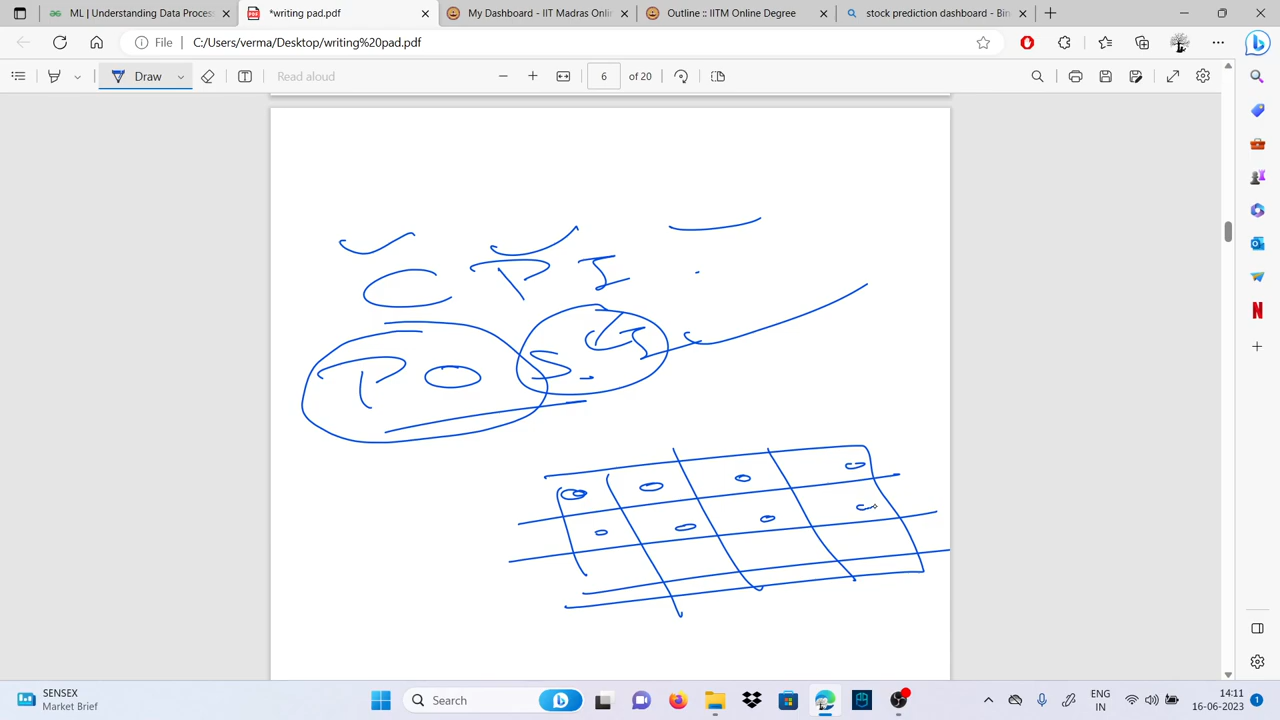 ML | Understanding Data Process
*writing pad.pdf
My Dashboard - IIT Madras Onli
Course :: IITM Online Degree
stock prediction dashboard - Bin
File
C:/Users/verma/Desktop/writing%20pad.pdf
Draw
Read aloud
6
of 20
C P I
P O S.
SENSEX
Market Brief
Search
ENG
IN
14:11
16-06-2023
1